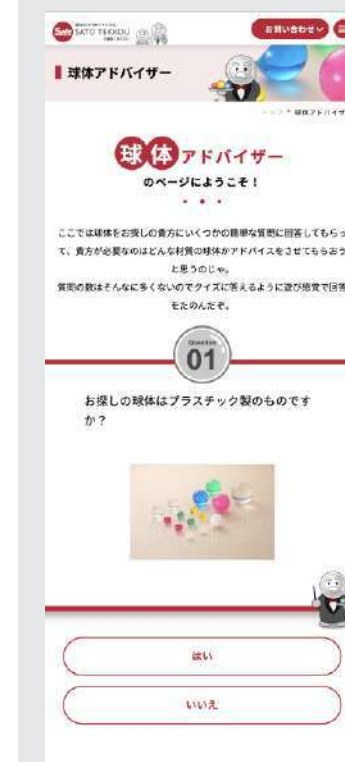 Sato
SATO TEKKOU
お問い合わせ
球体アドバイザー
球体アドバイザー
のページにようこそ！
ここでは球体をお探しの貴方にいくつかの簡単な質問に回答してもらっ
て、貴方が必要なのはどんな材質の球体かアドバイスをさせてもらおう
と思うのじゃ。
質問の数はそんなに多くないのでクイズに答えるように遊び感覚で回答
をたのんだぞ。
Question
01
お探しの球体はプラスチック製のものです
か？
はい
いいえ